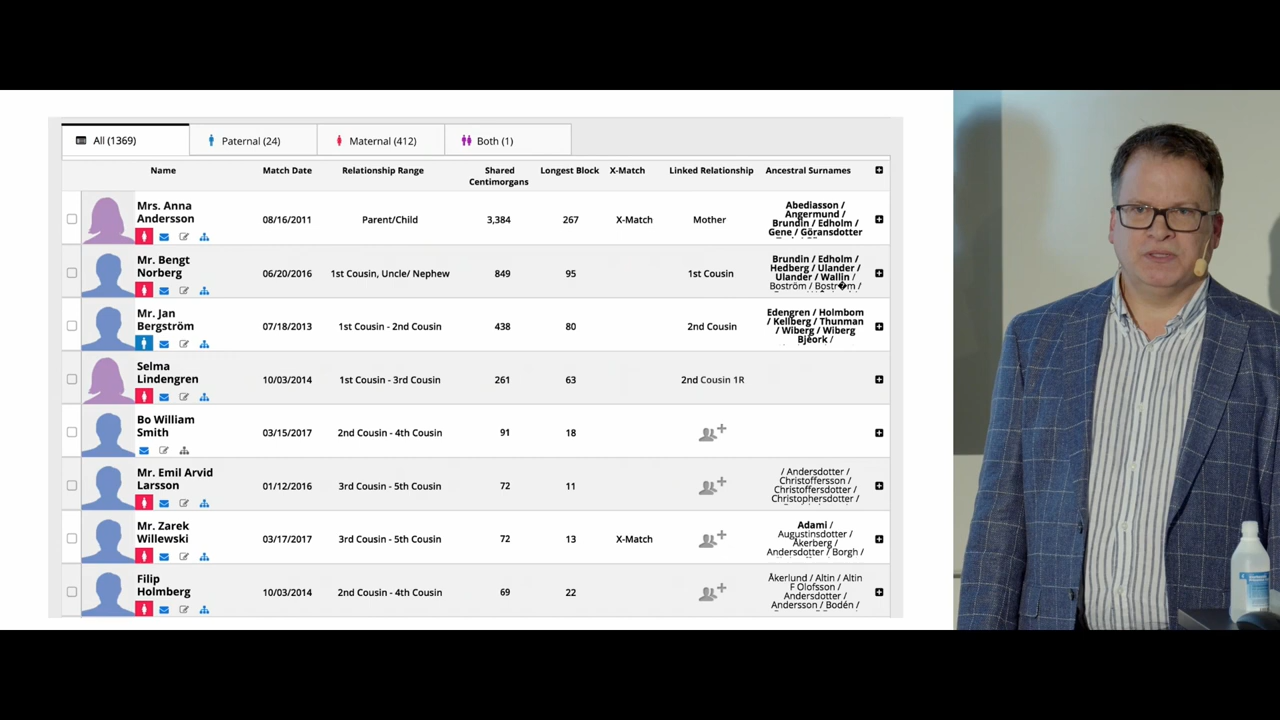 All (1369)
Paternal (24)
Maternal (412)
Both (1)
Name
Match Date
Relationship Range
Shared
Centimorgans
Longest Block
X-Match
Linked Relationship
Ancestral Surnames
Mrs. Anna
Andersson
08/16/2011
Parent/Child
3,384
267
X-Match
Mother
Abediasson /
Angermund /
Brundin / Edholm /
Gene / Göransdotter
Mr. Bengt
Norberg
06/20/2016
1st Cousin, Uncle/ Nephew
849
95
1st Cousin
Brundin / Edholm /
Hedberg / Ulander /
Ulander / Wallin /
Boström / Bostr�m /
Mr. Jan
Bergström
07/18/2013
1st Cousin - 2nd Cousin
438
80
2nd Cousin
Edengren / Holmbom
/ Kellberg / Thunman
/ Wiberg / Wiberg
Bjeork /
Selma
Lindengren
10/03/2014
1st Cousin - 3rd Cousin
261
63
2nd Cousin 1R
Bo William
Smith
03/15/2017
2nd Cousin - 4th Cousin
91
18
Mr. Emil Arvid
Larsson
01/12/2016
3rd Cousin - 5th Cousin
72
11
/ Andersdotter /
Christoffersson /
Christoffersdotter /
Christophersdotter /
Mr. Zarek
Willewski
03/17/2017
3rd Cousin - 5th Cousin
72
13
X-Match
Adami /
Augustinsdotter /
Åkerberg /
Andersdotter / Borgh /
Filip
Holmberg
10/03/2014
2nd Cousin - 4th Cousin
69
22
Åkerlund / Altin / Altin
F Olofsson /
Andersdotter /
Andersson / Bodén /